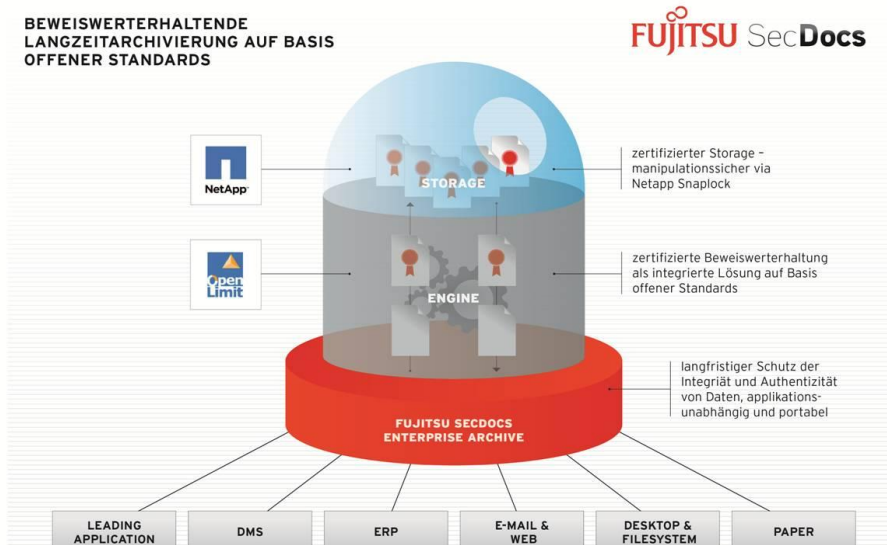 BEWEISWERTERHALTENDE
LANGZEITARCHIVIERUNG AUF BASIS
OFFENER STANDARDS
FUJITSU SecDocs
NetApp
STORAGE
zertifizierter Storage –
manipulationssicher via
Netapp Snaplock
Open
Limit
ENGINE
zertifizierte Beweiswerterhaltung
als integrierte Lösung auf Basis
offener Standards
langfristiger Schutz der
Integriät und Authentizität
von Daten, applikations-
unabhängig und portabel
FUJITSU SECDOCS
ENTERPRISE ARCHIVE
LEADING
APPLICATION
DMS
ERP
E-MAIL &
WEB
DESKTOP &
FILESYSTEM
PAPER